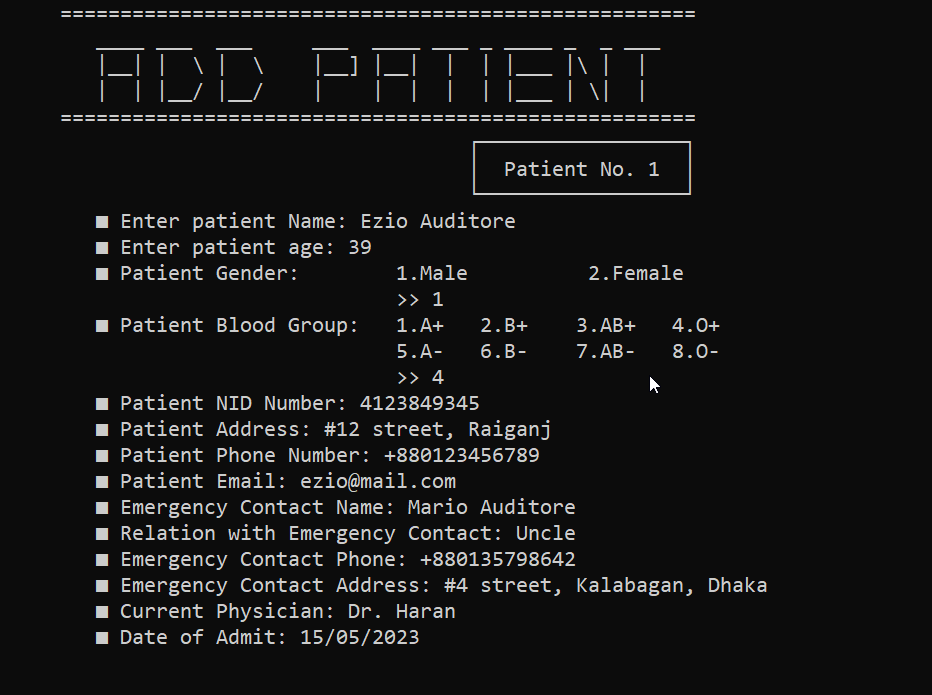 =====================================================
ADD PATIENT
=====================================================
Patient No. 1
■ Enter patient Name: Ezio Auditore
■ Enter patient age: 39
■ Patient Gender: 1.Male 2.Female
>> 1
■ Patient Blood Group: 1.A+ 2.B+ 3.AB+ 4.O+
5.A- 6.B- 7.AB- 8.O-
>> 4
■ Patient NID Number: 4123849345
■ Patient Address: #12 street, Raiganj
■ Patient Phone Number: +880123456789
■ Patient Email: ezio@mail.com
■ Emergency Contact Name: Mario Auditore
■ Relation with Emergency Contact: Uncle
■ Emergency Contact Phone: +880135798642
■ Emergency Contact Address: #4 street, Kalabagan, Dhaka
■ Current Physician: Dr. Haran
■ Date of Admit: 15/05/2023